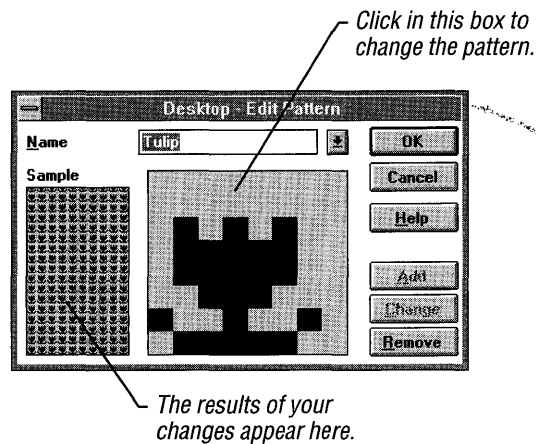 Click in this box to
change the pattern.
Desktop - Edit Pattern
Name
Tulip
OK
Sample
Cancel
Help
Add
Change
Remove
The results of your
changes appear here.